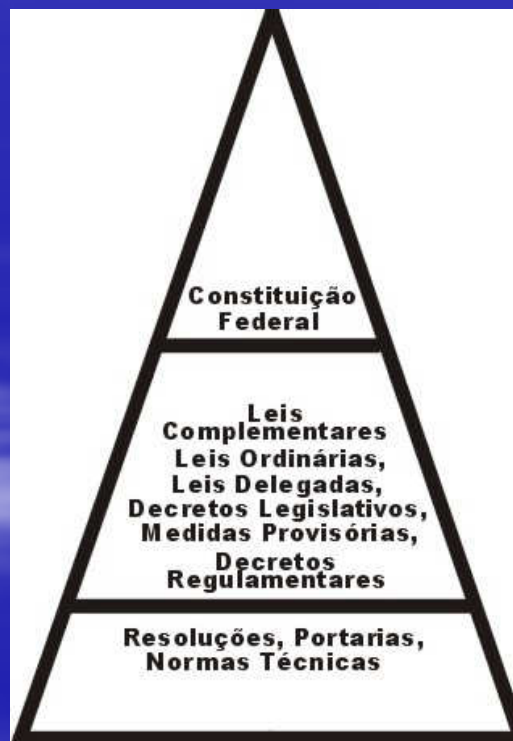 Constituição
Federal
Leis
Complementares
Leis Ordinárias,
Leis Delegadas,
Decretos Legislativos,
Medidas Provisórias,
Decretos
Regulamentares
Resoluções, Portarias,
Normas Técnicas